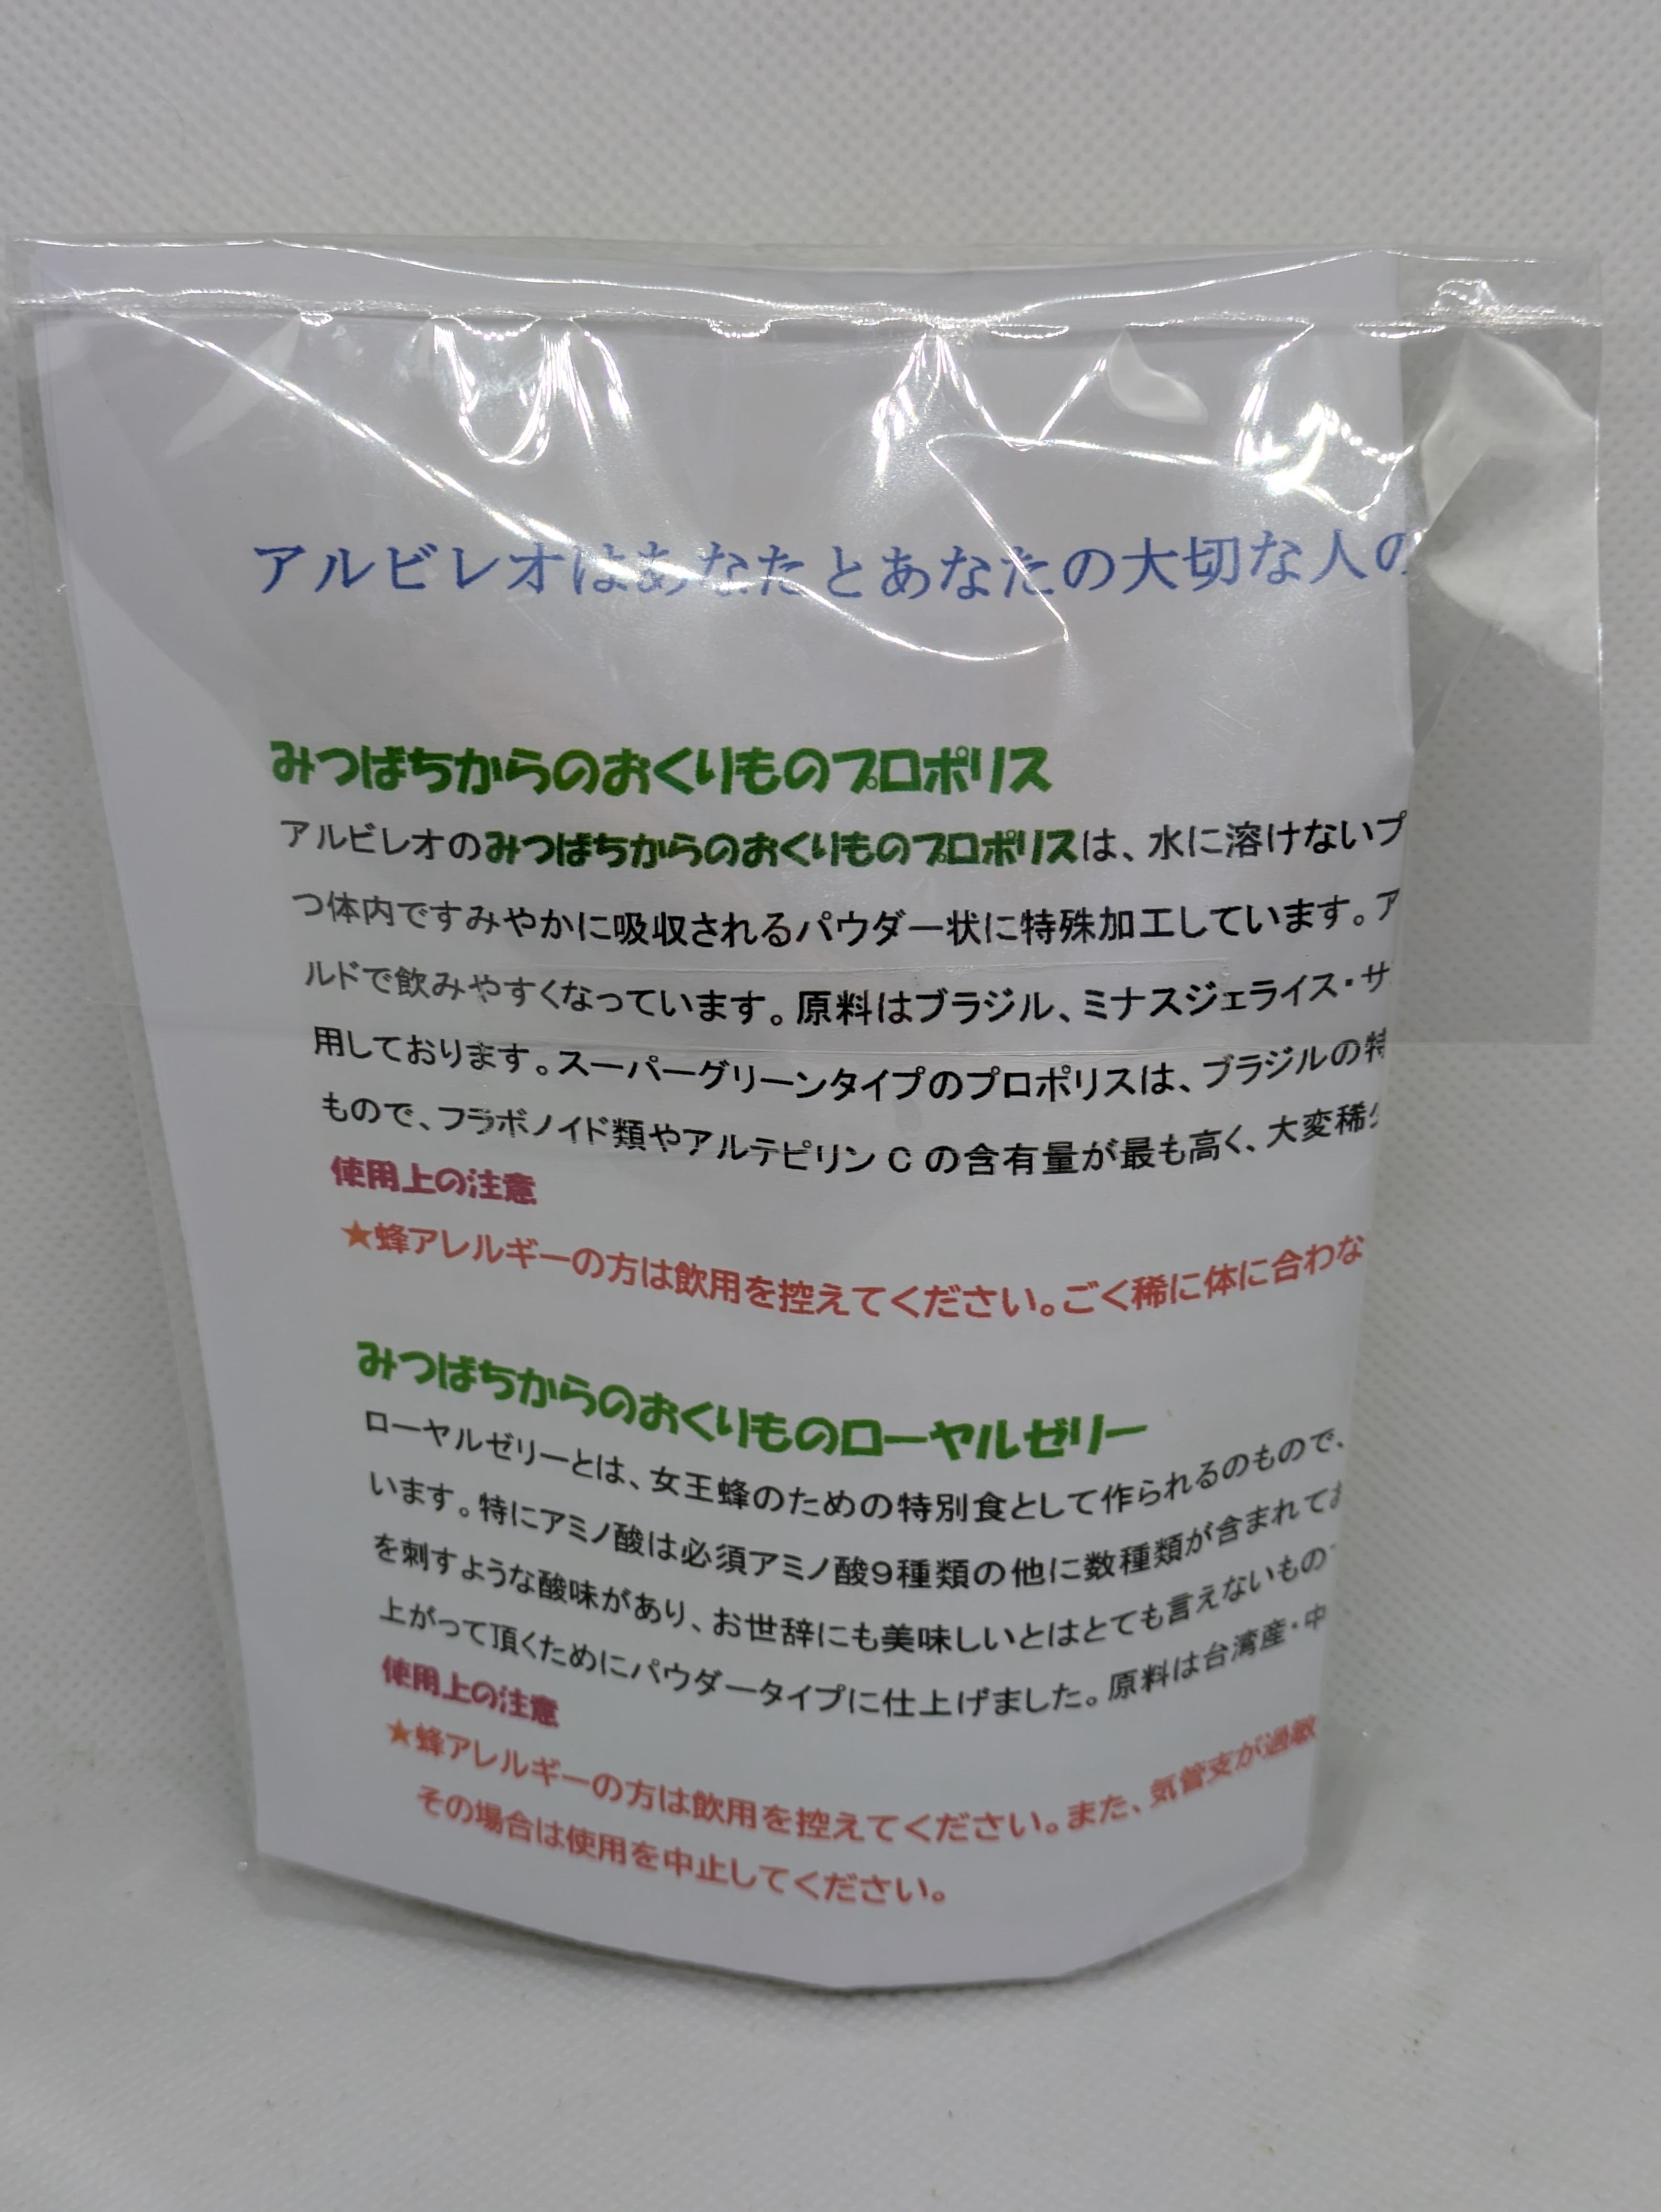 アルビレオはあなたとあなたの大切な人の
みつばちからのおくりものプロポリス
アルビレオのみつばちからのおくりものプロポリスは、水に溶けないプ
つ体内ですみやかに吸収されるパウダー状に特殊加工しています。ア
ルドで飲みやすくなっています。原料はブラジル、ミナスジェライス・サ
用しております。スーパーグリーンタイプのプロポリスは、ブラジルの特
もので、フラボノイド類やアルテピリンCの含有量が最も高く、大変稀
使用上の注意
★蜂アレルギーの方は飲用を控えてください。ごく稀に体に合わな
みつばちからのおくりものローヤルゼリー
ローヤルゼリーとは、女王蜂のための特別食として作られるのもので、
います。特にアミノ酸は必須アミノ酸9種類の他に数種類が含まれてお
を刺すような酸味があり、お世辞にも美味しいとはとても言えないもの
上がって頂くためにパウダータイプに仕上げました。原料は台湾産・中
使用上の注意
★蜂アレルギーの方は飲用を控えてください。また、気管支が過敏
その場合は使用を中止してください。